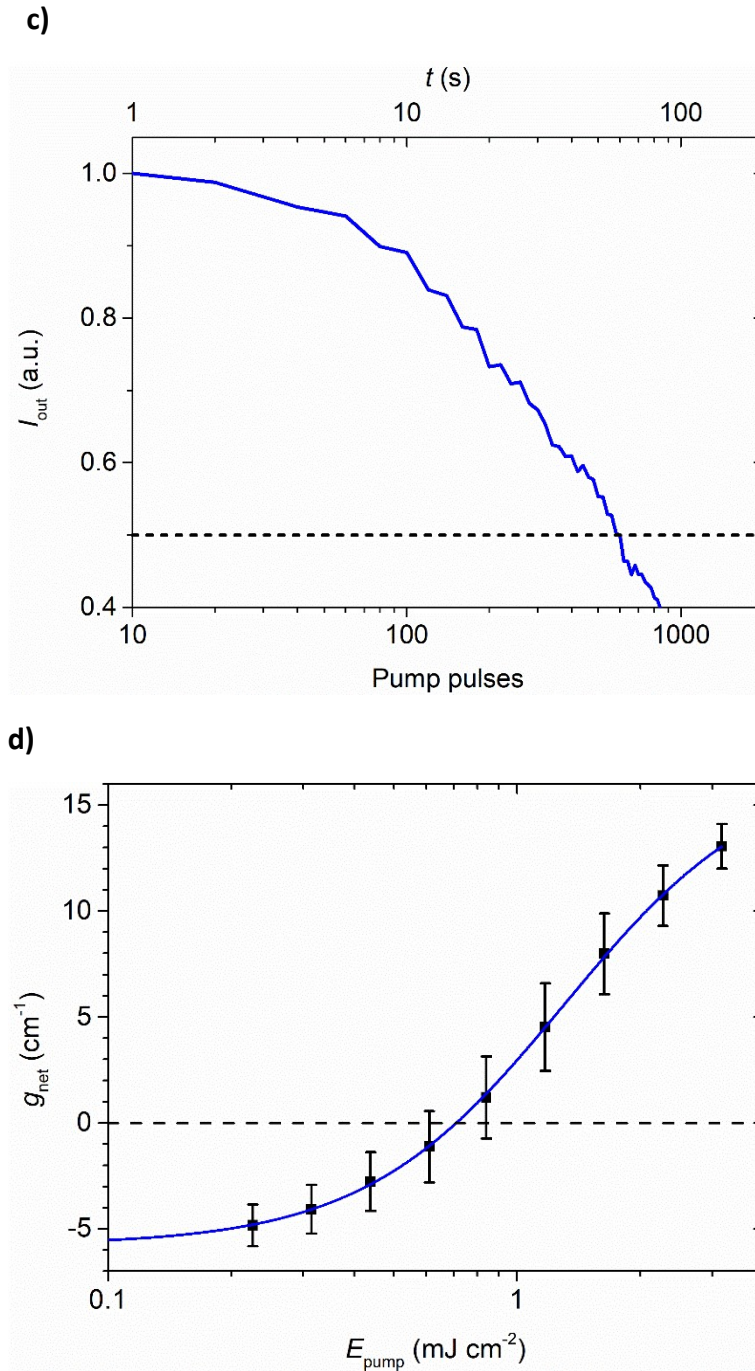 c)
t (s)
1 10 100
1.0
0.8
0.6
0.4
I_out (a.u.)
10 100 1000
Pump pulses
d)
15
10
5
0
-5
g_net (cm⁻¹)
0.1 1
E_pump (mJ cm⁻²)